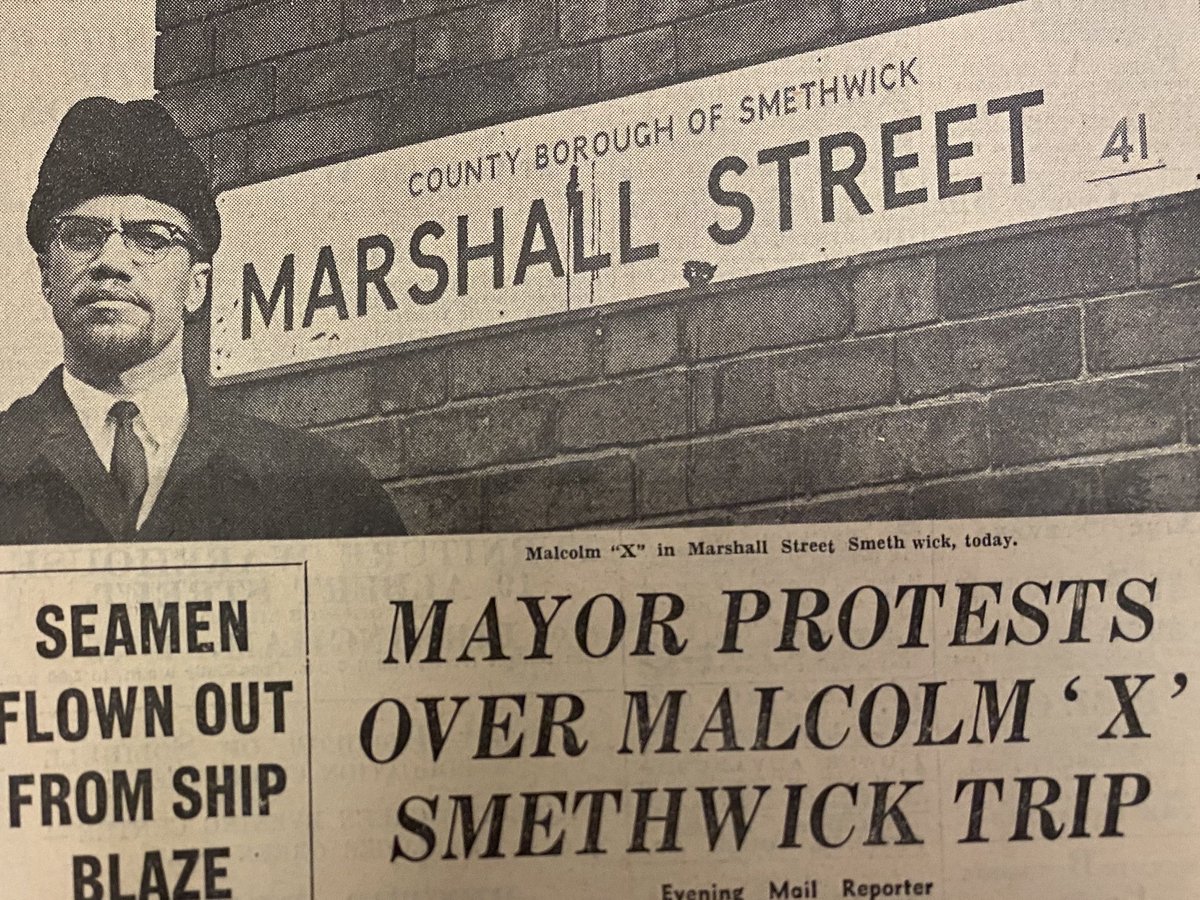 COUNTY BOROUGH OF SMETHWICK
MARSHALL STREET 41
Malcolm “X” in Marshall Street Smeth wick, today.
SEAMEN
FLOWN OUT
FROM SHIP
BLAZE
MAYOR PROTESTS
OVER MALCOLM ‘X’
SMETHWICK TRIP
Evening Mail Reporter